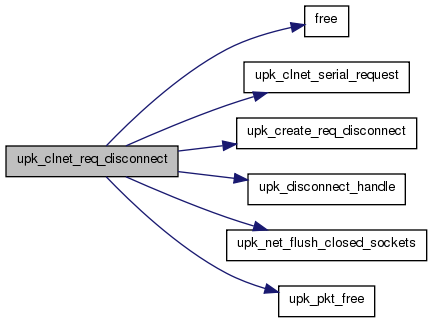 free
upk_clnet_serial_request
upk_create_req_disconnect
upk_clnet_req_disconnect
upk_disconnect_handle
upk_net_flush_closed_sockets
upk_pkt_free